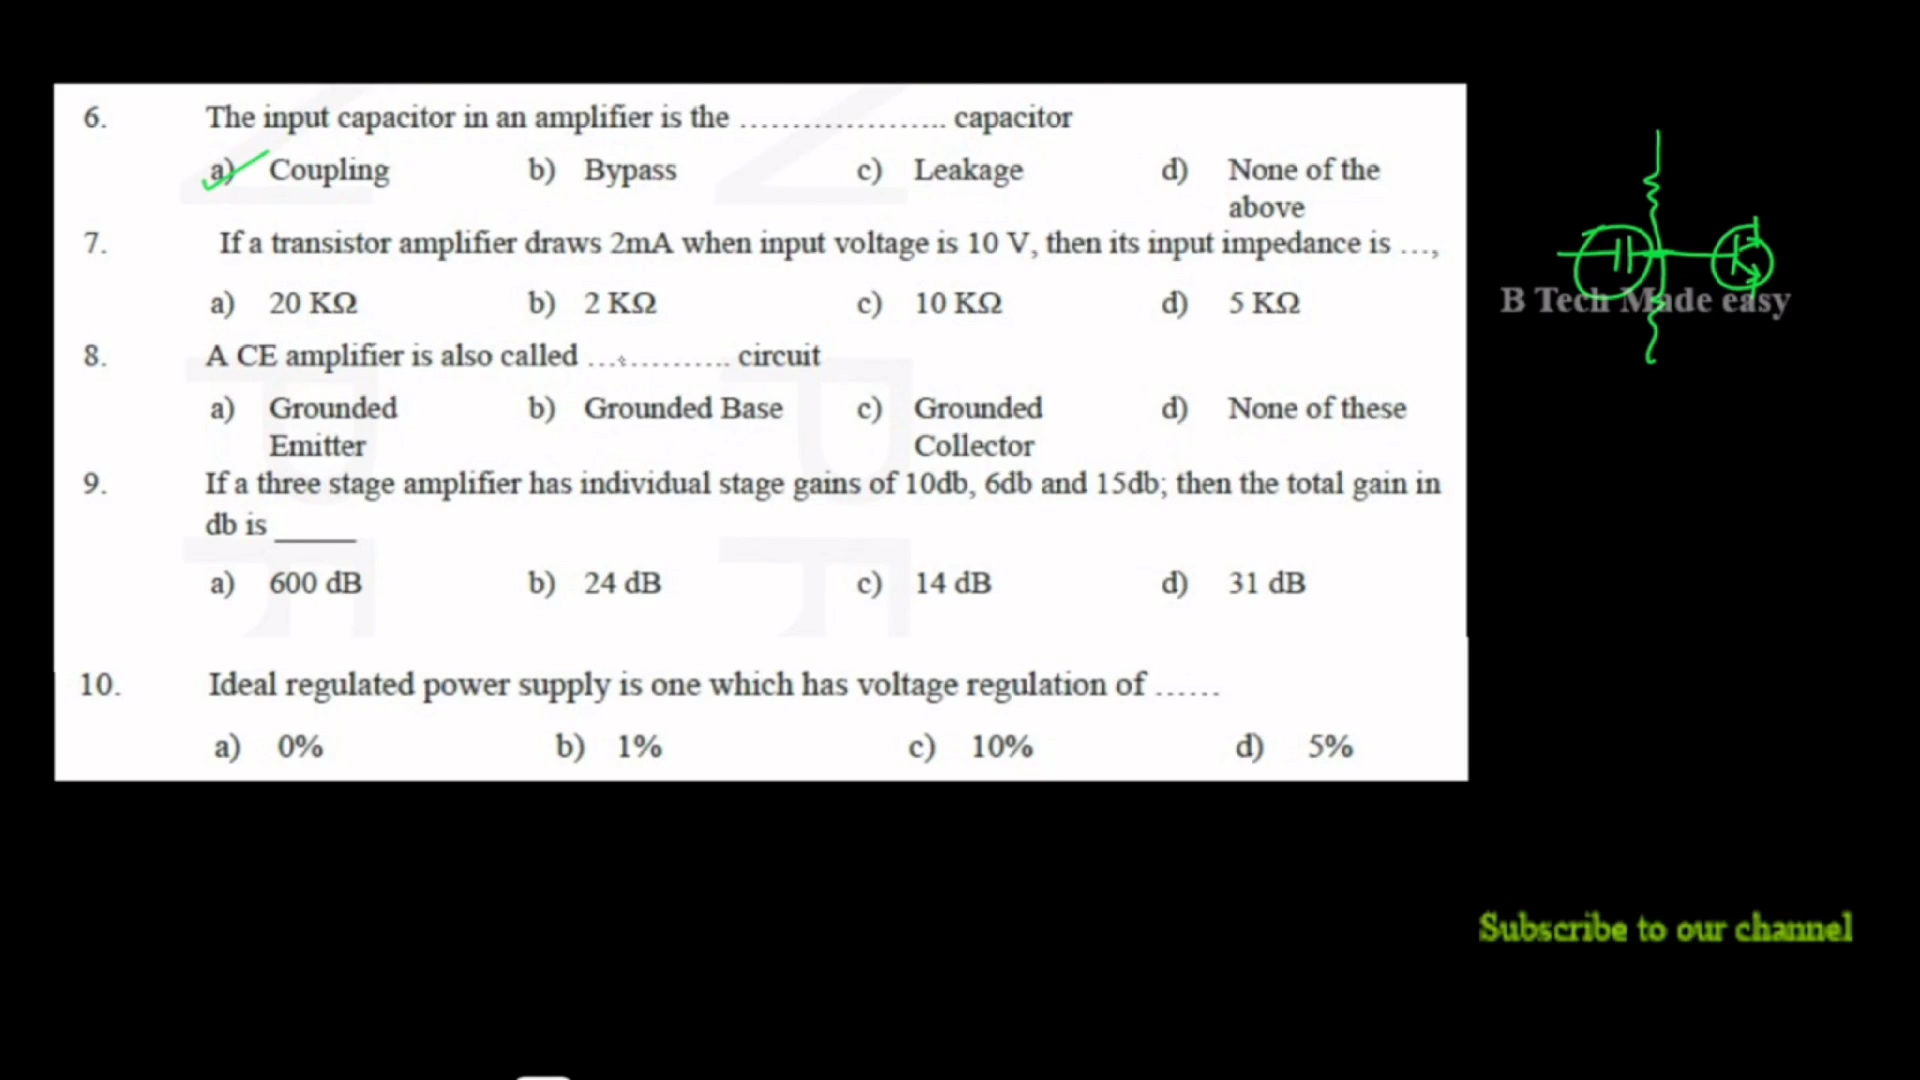 6. The input capacitor in an amplifier is the .................... capacitor
a) Coupling b) Bypass c) Leakage d) None of the
above
7. If a transistor amplifier draws 2mA when input voltage is 10 V, then its input impedance is ...,
a) 20 KΩ b) 2 KΩ c) 10 KΩ d) 5 KΩ
8. A CE amplifier is also called .............. circuit
a) Grounded b) Grounded Base c) Grounded d) None of these
Emitter Collector
9. If a three stage amplifier has individual stage gains of 10db, 6db and 15db; then the total gain in
db is _____
a) 600 dB b) 24 dB c) 14 dB d) 31 dB
10. Ideal regulated power supply is one which has voltage regulation of ......
a) 0% b) 1% c) 10% d) 5%
B Tech Made easy
Subscribe to our channel